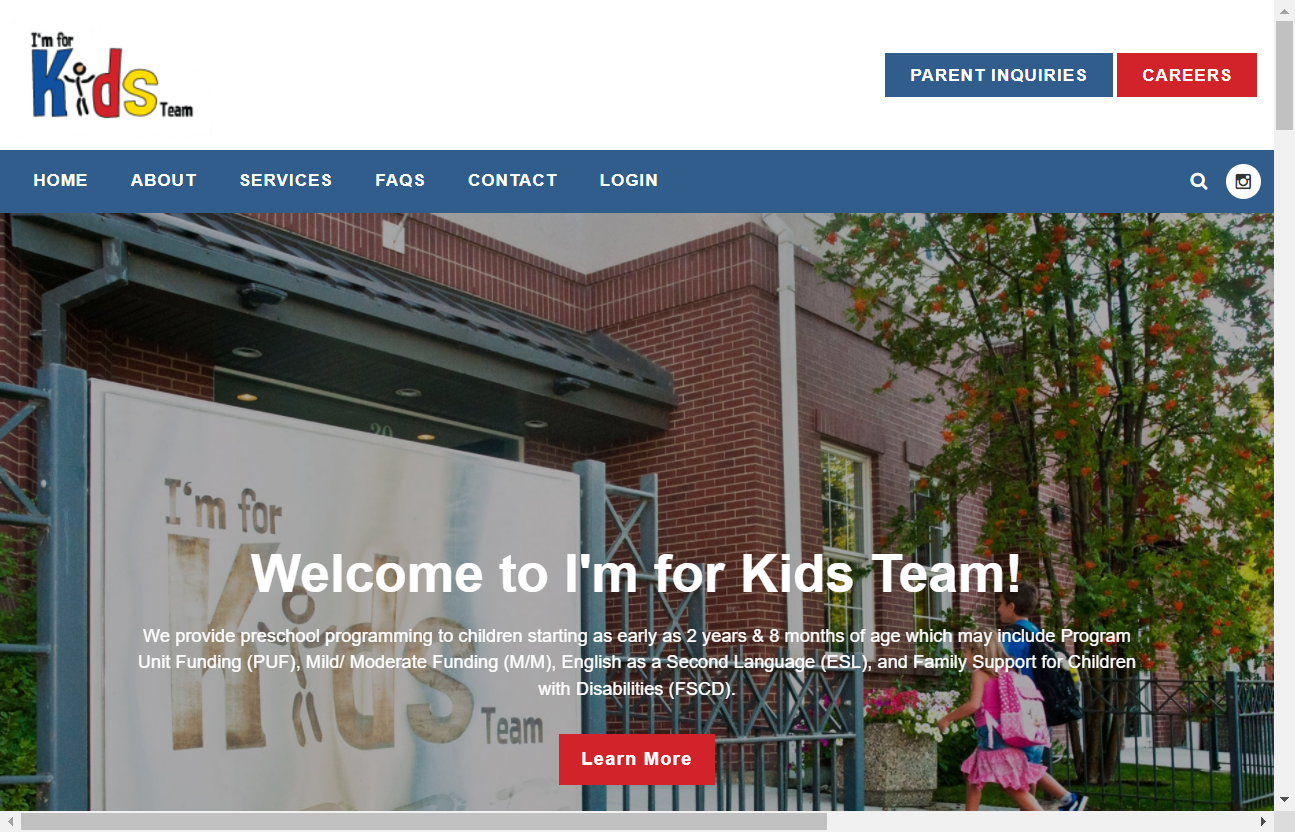 I'm for
Kids
Team
PARENT INQUIRIES
CAREERS
HOME
ABOUT
SERVICES
FAQS
CONTACT
LOGIN
20
I'm for
Kids
Team
Welcome to I'm for Kids Team!
We provide preschool programming to children starting as early as 2 years & 8 months of age which may include Program
Unit Funding (PUF), Mild/ Moderate Funding (M/M), English as a Second Language (ESL), and Family Support for Children
with Disabilities (FSCD).
Learn More